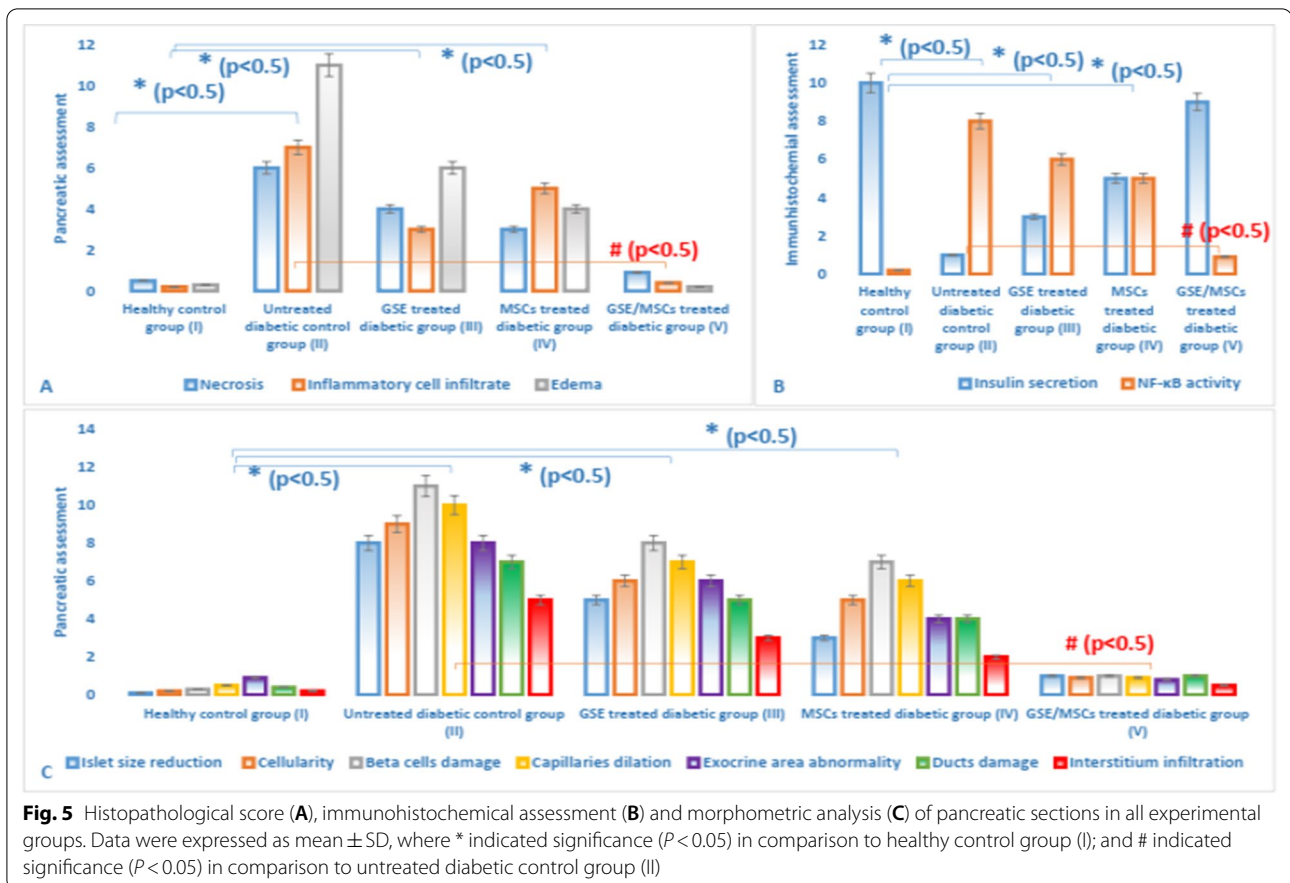 Pancreatic assessment
12
10
8
6
4
2
0
* (p<0.5)
* (p<0.5)
* (p<0.5)
# (p<0.5)
Healthy control group (I)
Untreated diabetic control group (II)
GSE treated diabetic group (III)
MSCs treated diabetic group (IV)
GSE/MSCs treated diabetic group (V)
A
Necrosis Inflammatory cell infiltrate Edema
Immunhistochemial assessment
12
10
8
6
4
2
0
* (p<0.5)
* (p<0.5)
* (p<0.5)
# (p<0.5)
Healthy control group (I)
Untreated diabetic control group (II)
GSE treated diabetic group (III)
MSCs treated diabetic group (IV)
GSE/MSCs treated diabetic group (V)
B
Insulin secretion NF-κB activity
Pancreatic assessment
14
12
10
8
6
4
2
0
* (p<0.5)
* (p<0.5)
* (p<0.5)
# (p<0.5)
Healthy control group (I)
Untreated diabetic control group (II)
GSE treated diabetic group (III)
MSCs treated diabetic group (IV)
GSE/MSCs treated diabetic group (V)
C
Islet size reduction Cellularity Beta cells damage Capillaries dilation Exocrine area abnormality Ducts damage Interstitium infiltration
Fig. 5 Histopathological score (A), immunohistochemical assessment (B) and morphometric analysis (C) of pancreatic sections in all experimental
groups. Data were expressed as mean ± SD, where * indicated significance (P < 0.05) in comparison to healthy control group (I); and # indicated
significance (P < 0.05) in comparison to untreated diabetic control group (II)